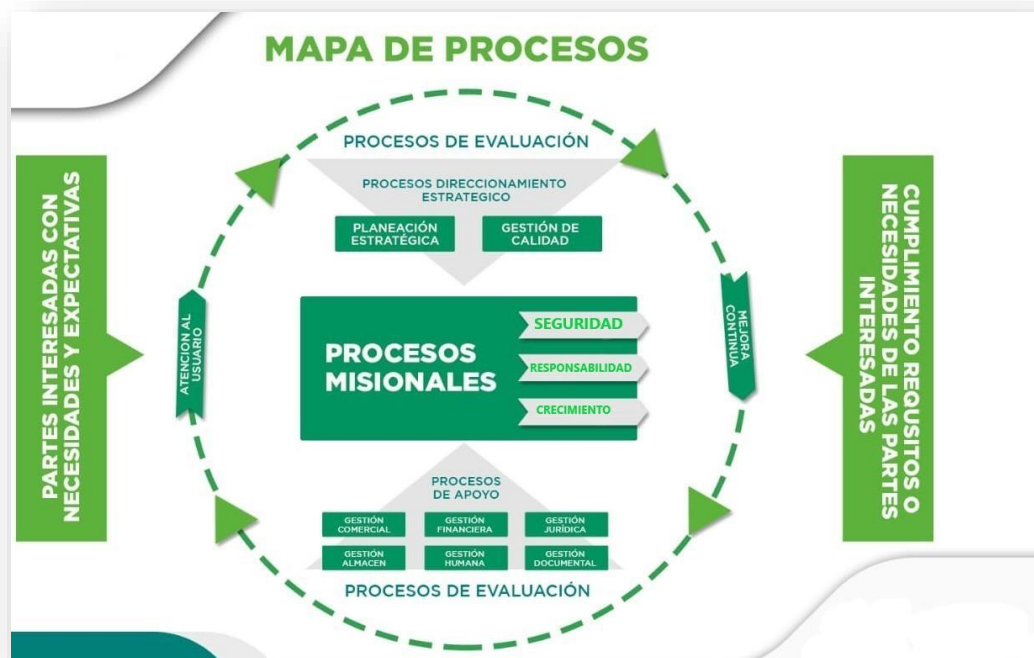 MAPA DE PROCESOS
PARTES INTERESADAS CON
NECESIDADES Y EXPECTATIVAS
PROCESOS DE EVALUACIÓN
PROCESOS DIRECCIONAMIENTO
ESTRATEGICO
PLANEACIÓN
ESTRATÉGICA
GESTIÓN DE
CALIDAD
ATENCION AL
USUARIO
PROCESOS
MISIONALES
SEGURIDAD
RESPONSABILIDAD
CRECIMIENTO
MEJORA
CONTINUA
PROCESOS
DE APOYO
GESTIÓN
COMERCIAL
GESTIÓN
FINANCIERA
GESTIÓN
JURÍDICA
GESTIÓN
ALMACEN
GESTIÓN
HUMANA
GESTIÓN
DOCUMENTAL
PROCESOS DE EVALUACIÓN
CUMPLIMIENTO REQUSITOS O
NECESIDADES DE LAS PARTES
INTERESADAS